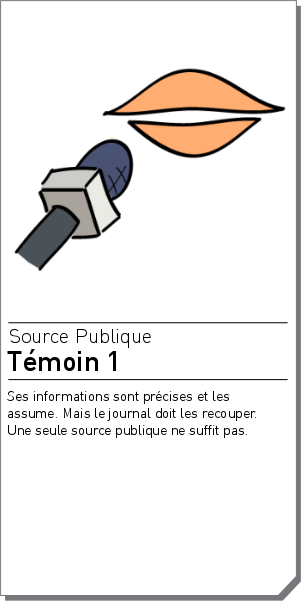 Source Publique
Témoin 1
Ses informations sont précises et les
assume. Mais le journal doit les recouper.
Une seule source publique ne suffit pas.